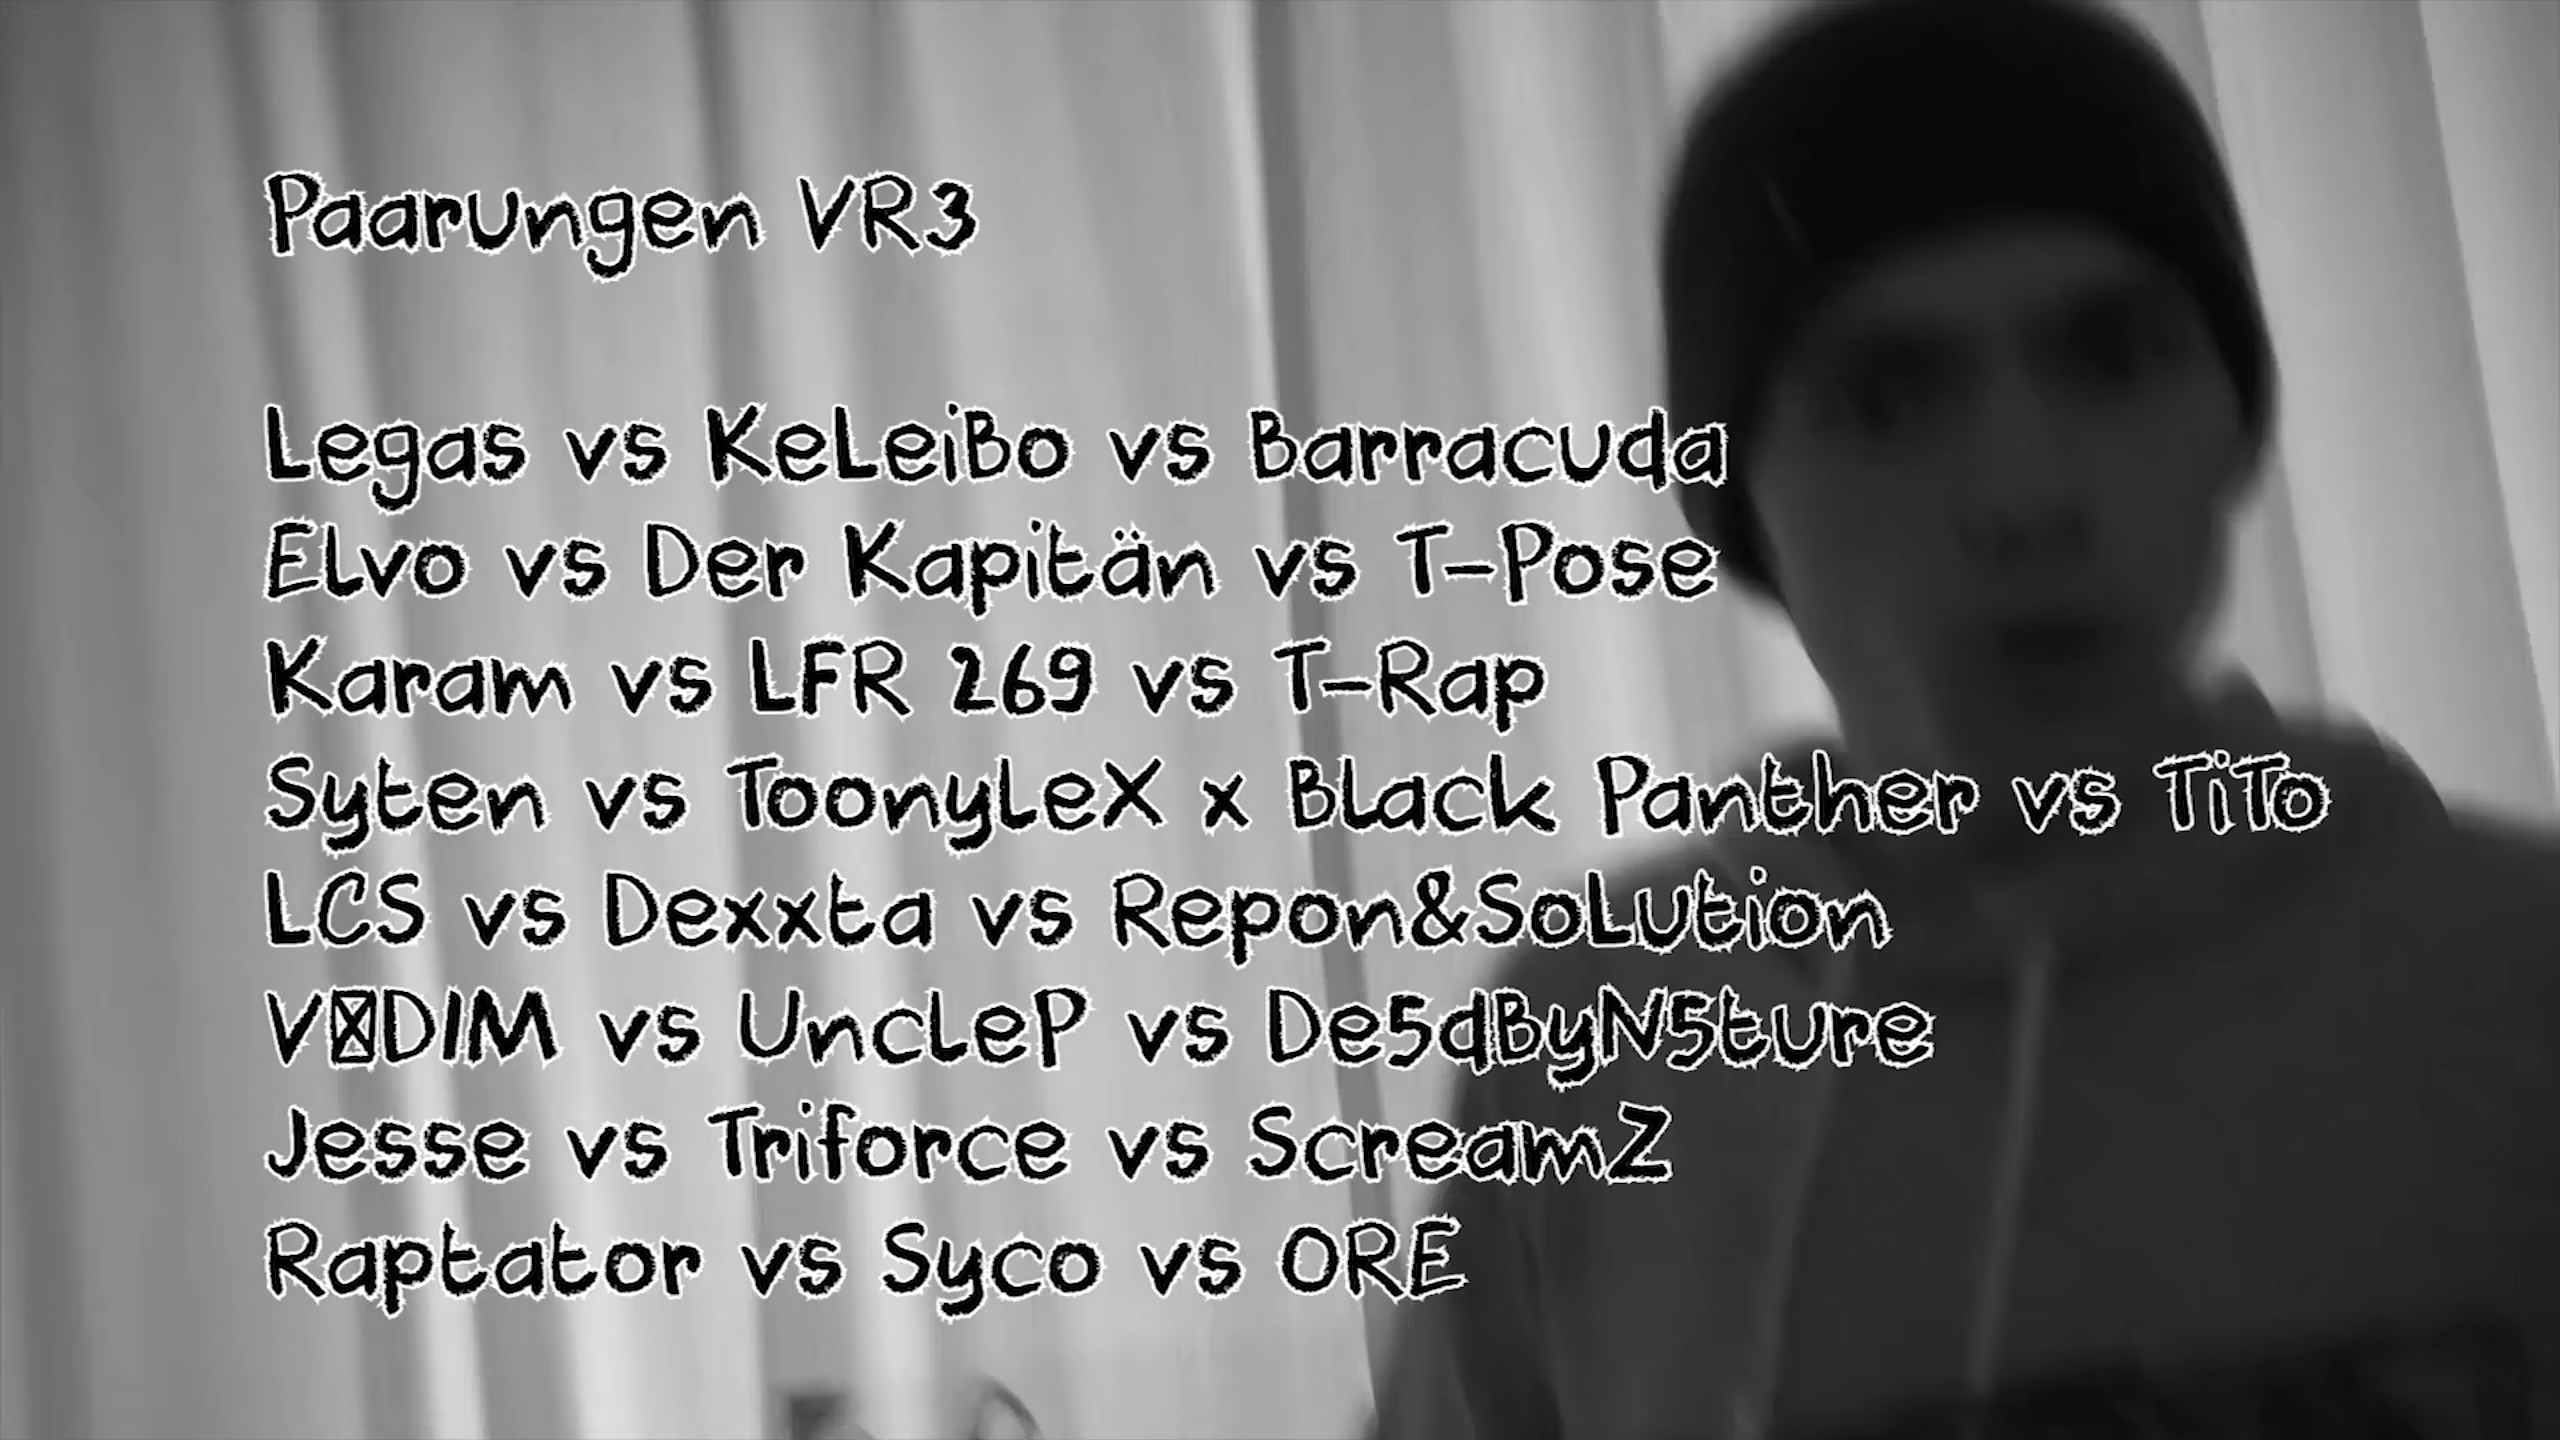 Paarungen VR3
Legas vs KeLeiBo vs Barracuda
Elvo vs Der Kapitän vs T-Pose
Karam vs LFR 269 vs T-Rap
Syten vs ToonyLeX x Black Panther vs TiTo
LCS vs Dexxta vs Repon&Solution
V☒DIM vs UncleP vs De5dByN5ture
Jesse vs Triforce vs ScreamZ
Raptator vs Syco vs ORE